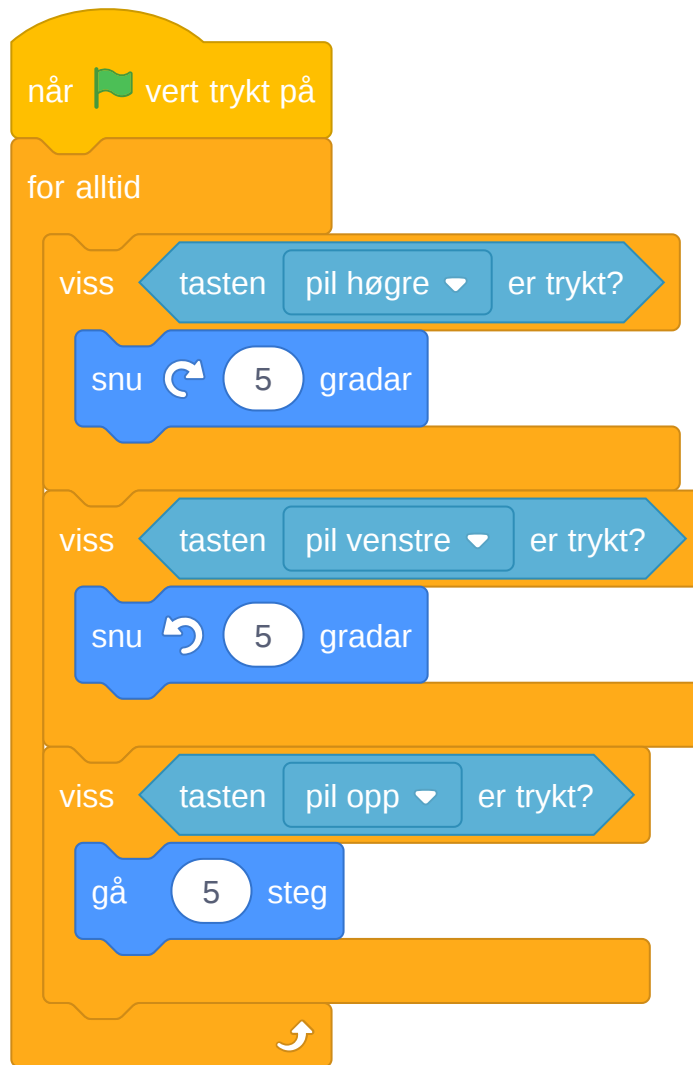 når vert trykt på
for alltid
viss tasten pil høgre er trykt?
snu 5 gradar
viss tasten pil venstre er trykt?
snu 5 gradar
viss tasten pil opp er trykt?
gå 5 steg